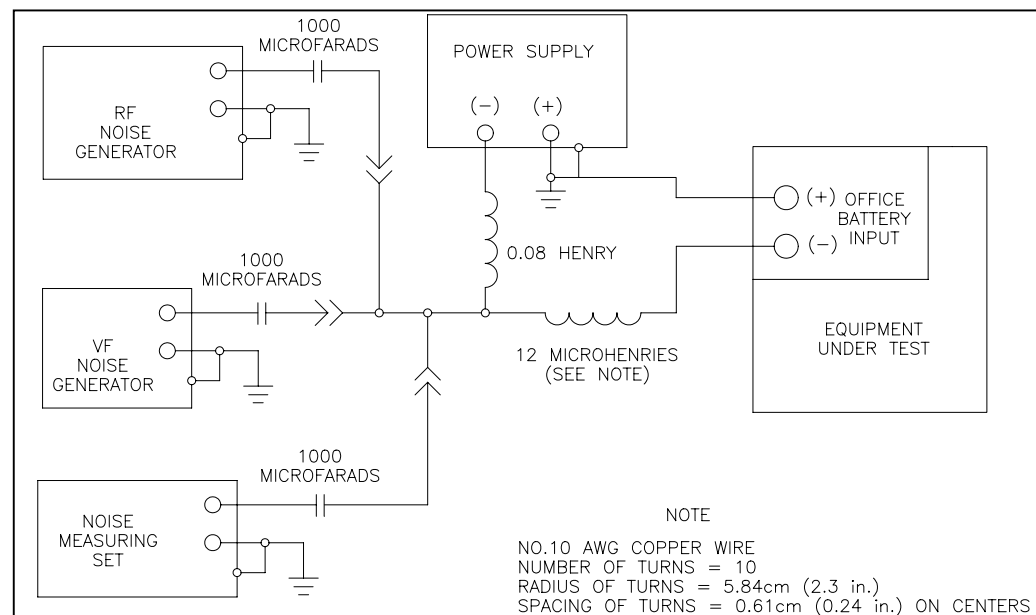 1000
MICROFARADS
RF
NOISE
GENERATOR
POWER SUPPLY
(-) (+)
0.08 HENRY
(+) OFFICE
BATTERY
INPUT
(-)
EQUIPMENT
UNDER TEST
1000
MICROFARADS
VF
NOISE
GENERATOR
12 MICROHENRIES
(SEE NOTE)
1000
MICROFARADS
NOISE
MEASURING
SET
NOTE
NO.10 AWG COPPER WIRE
NUMBER OF TURNS = 10
RADIUS OF TURNS = 5.84cm (2.3 in.)
SPACING OF TURNS = 0.61cm (0.24 in.) ON CENTERS